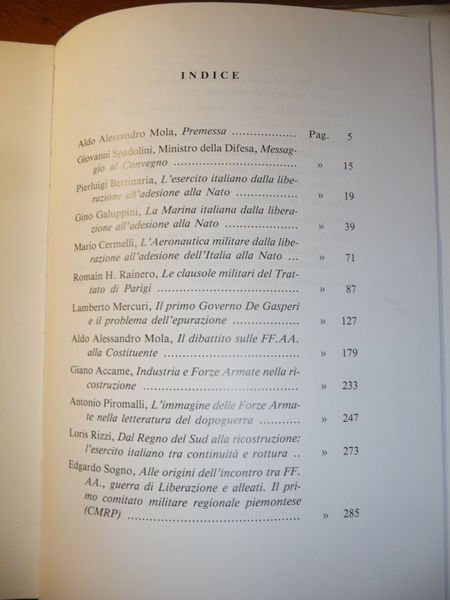 INDICE
Aldo Alessandro Mola, Premessa .................. Pag. 5
Giovanni Spadolini, Ministro della Difesa, Messag-
gio al Convegno ................................ » 15
Pierluigi Bertinaria, L'esercito italiano dalla libe-
razione all'adesione alla Nato .................. » 19
Gino Galuppini, La Marina italiana dalla libera-
zione all'adesione alla Nato .................. » 39
Mario Cermelli, L'Aeronautica militare dalla libe-
razione all'adesione dell'Italia alla Nato ... » 71
Romain H. Rainero, Le clausole militari del Trat-
tato di Parigi .................................. » 87
Lamberto Mercuri, Il primo Governo De Gasperi
e il problema dell'epurazione .................. » 127
Aldo Alessandro Mola, Il dibattito sulle FF.AA.
alla Costituente ................................ » 179
Giano Accame, Industria e Forze Armate nella ri-
costruzione .................................... » 233
Antonio Piromalli, L'immagine delle Forze Arma-
te nella letteratura del dopoguerra ............ » 247
Loris Rizzi, Dal Regno del Sud alla ricostruzione:
l'esercito italiano tra continuità e rottura .... » 273
Edgardo Sogno, Alle origini dell'incontro tra FF.
AA., guerra di Liberazione e alleati. Il pri-
mo comitato militare regionale piemontese
(CMRP) ........................................ » 285